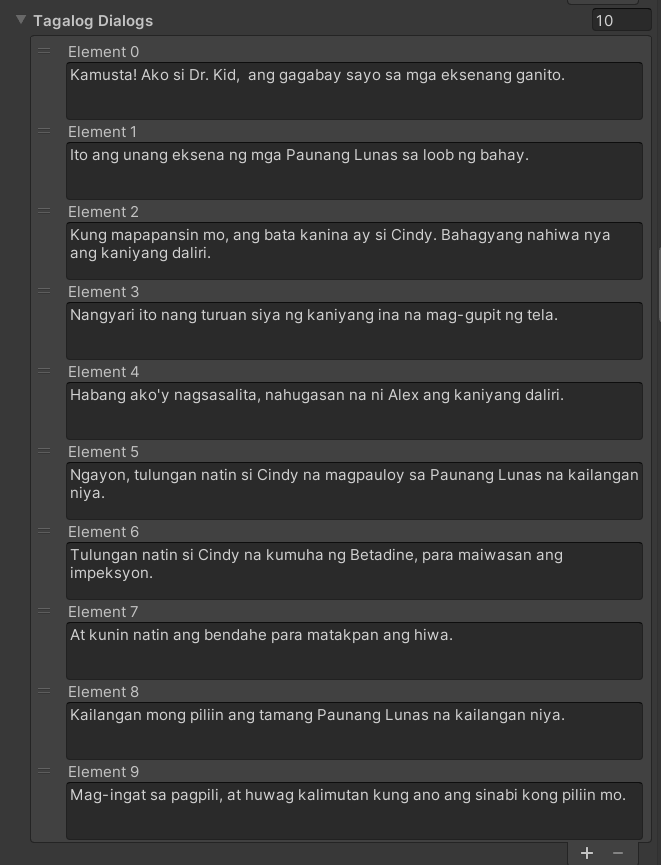 Tagalog Dialogs
10
Element 0
Kamusta! Ako si Dr. Kid,  ang gagabay sayo sa mga eksenang ganito.
Element 1
Ito ang unang eksena ng mga Paunang Lunas sa loob ng bahay.
Element 2
Kung mapapansin mo, ang bata kanina ay si Cindy. Bahagyang nahiwa nya
ang kaniyang daliri.
Element 3
Nangyari ito nang turuan siya ng kaniyang ina na mag-gupit ng tela.
Element 4
Habang ako'y nagsasalita, nahugasan na ni Alex ang kaniyang daliri.
Element 5
Ngayon, tulungan natin si Cindy na magpauloy sa Paunang Lunas na kailangan
niya.
Element 6
Tulungan natin si Cindy na kumuha ng Betadine, para maiwasan ang
impeksyon.
Element 7
At kunin natin ang bendahe para matakpan ang hiwa.
Element 8
Kailangan mong piliin ang tamang Paunang Lunas na kailangan niya.
Element 9
Mag-ingat sa pagpili, at huwag kalimutan kung ano ang sinabi kong piliin mo.